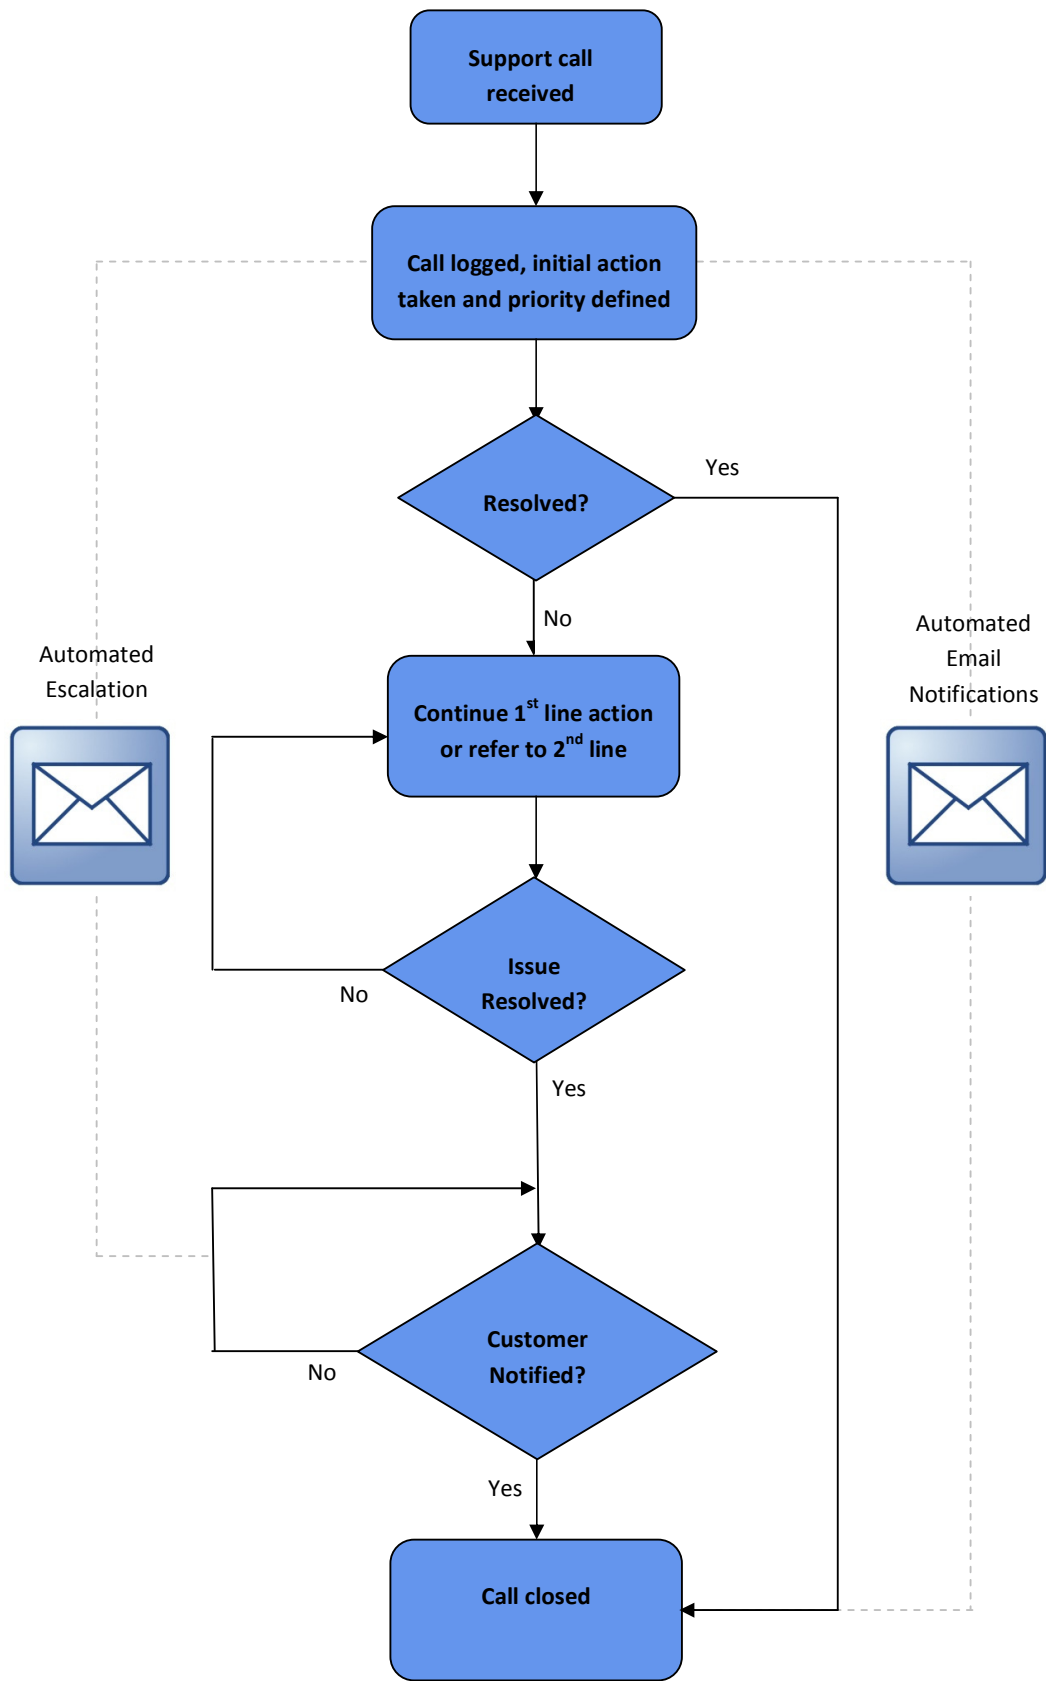 Support call
received
Call logged, initial action
taken and priority defined
Yes
Resolved?
No
Automated
Escalation
Automated
Email
Notifications
Continue 1st line action
or refer to 2nd line
Issue
Resolved?
No
Yes
Customer
Notified?
No
Yes
Call closed